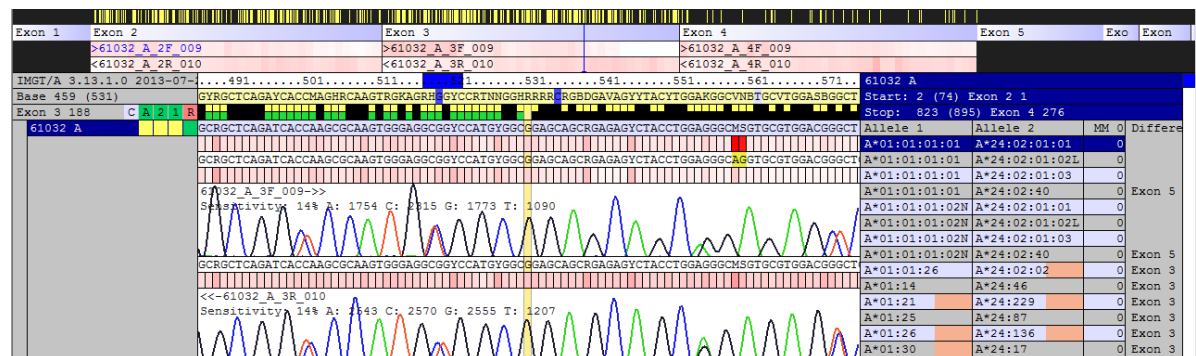 Exon 1 Exon 2 Exon 3 Exon 4 Exon 5 Exo Exon
>61032_A_2F_009 >61032_A_3F_009 >61032_A_4F_009
<61032_A_2R_010 <61032_A_3R_010 <61032_A_4R_010
IMGT/A 3.13.1.0 2013-07- ....491.......501.......511... 521.......531.......541.......551.......561.......571.. 61032 A
Base 459 (531) GYRGCTCAGAYCACCMAGHRCAAGTRGKAGRHGGYCCRTNNGGHRRRRCRGBDGAVAGYYTACYTGGAKGGCVNBTGCVTGGASBGGCT Start: 2 (74) Exon 2 1
Exon 3 188 C A 2 1 R Stop: 823 (895) Exon 4 276
61032 A GCRGCTCAGATCACCAAGCGCAAGTGGGAGGCGGYCCATGYGGCGGAGCAGCRGAGAGYCTACCTGGAGGGCMSGTGCGTGGACGGGCT Allele 1 Allele 2 MM 0 Differe
A*01:01:01:01 A*24:02:01:01 0
GCRGCTCAGATCACCAAGCGCAAGTGGGAGGCGGYCCATGYGGCGGAGCAGCRGAGAGYCTACCTGGAGGGCAGGTGCGTGGACGGGCT A*01:01:01:01 A*24:02:01:02L 0
A*01:01:01:01 A*24:02:01:03 0
61032_A_3F_009->> A*01:01:01:01 A*24:02:40 0 Exon 5
Sensitivity: 14% A: 1754 C: 2315 G: 1773 T: 1090 A*01:01:01:02N A*24:02:01:01 0
A*01:01:01:02N A*24:02:01:02L 0
A*01:01:01:02N A*24:02:01:03 0
A*01:01:01:02N A*24:02:40 0 Exon 5
GCRGCTCAGATCACCAAGCGCAAGTGGGAGGCGGYCCATGYGGCGGAGCAGCRGAGAGYCTACCTGGAGGGCMSGTGCGTGGACGGGCT A*01:01:26 A*24:02:02 0 Exon 3
A*01:14 A*24:46 0 Exon 3
<<-61032_A_3R_010 A*01:21 A*24:229 0 Exon 3
Sensitivity: 14% A: 2543 C: 2570 G: 2555 T: 1207 A*01:25 A*24:87 0 Exon 3
A*01:26 A*24:136 0 Exon 3
A*01:30 A*24:17 0 Exon 3